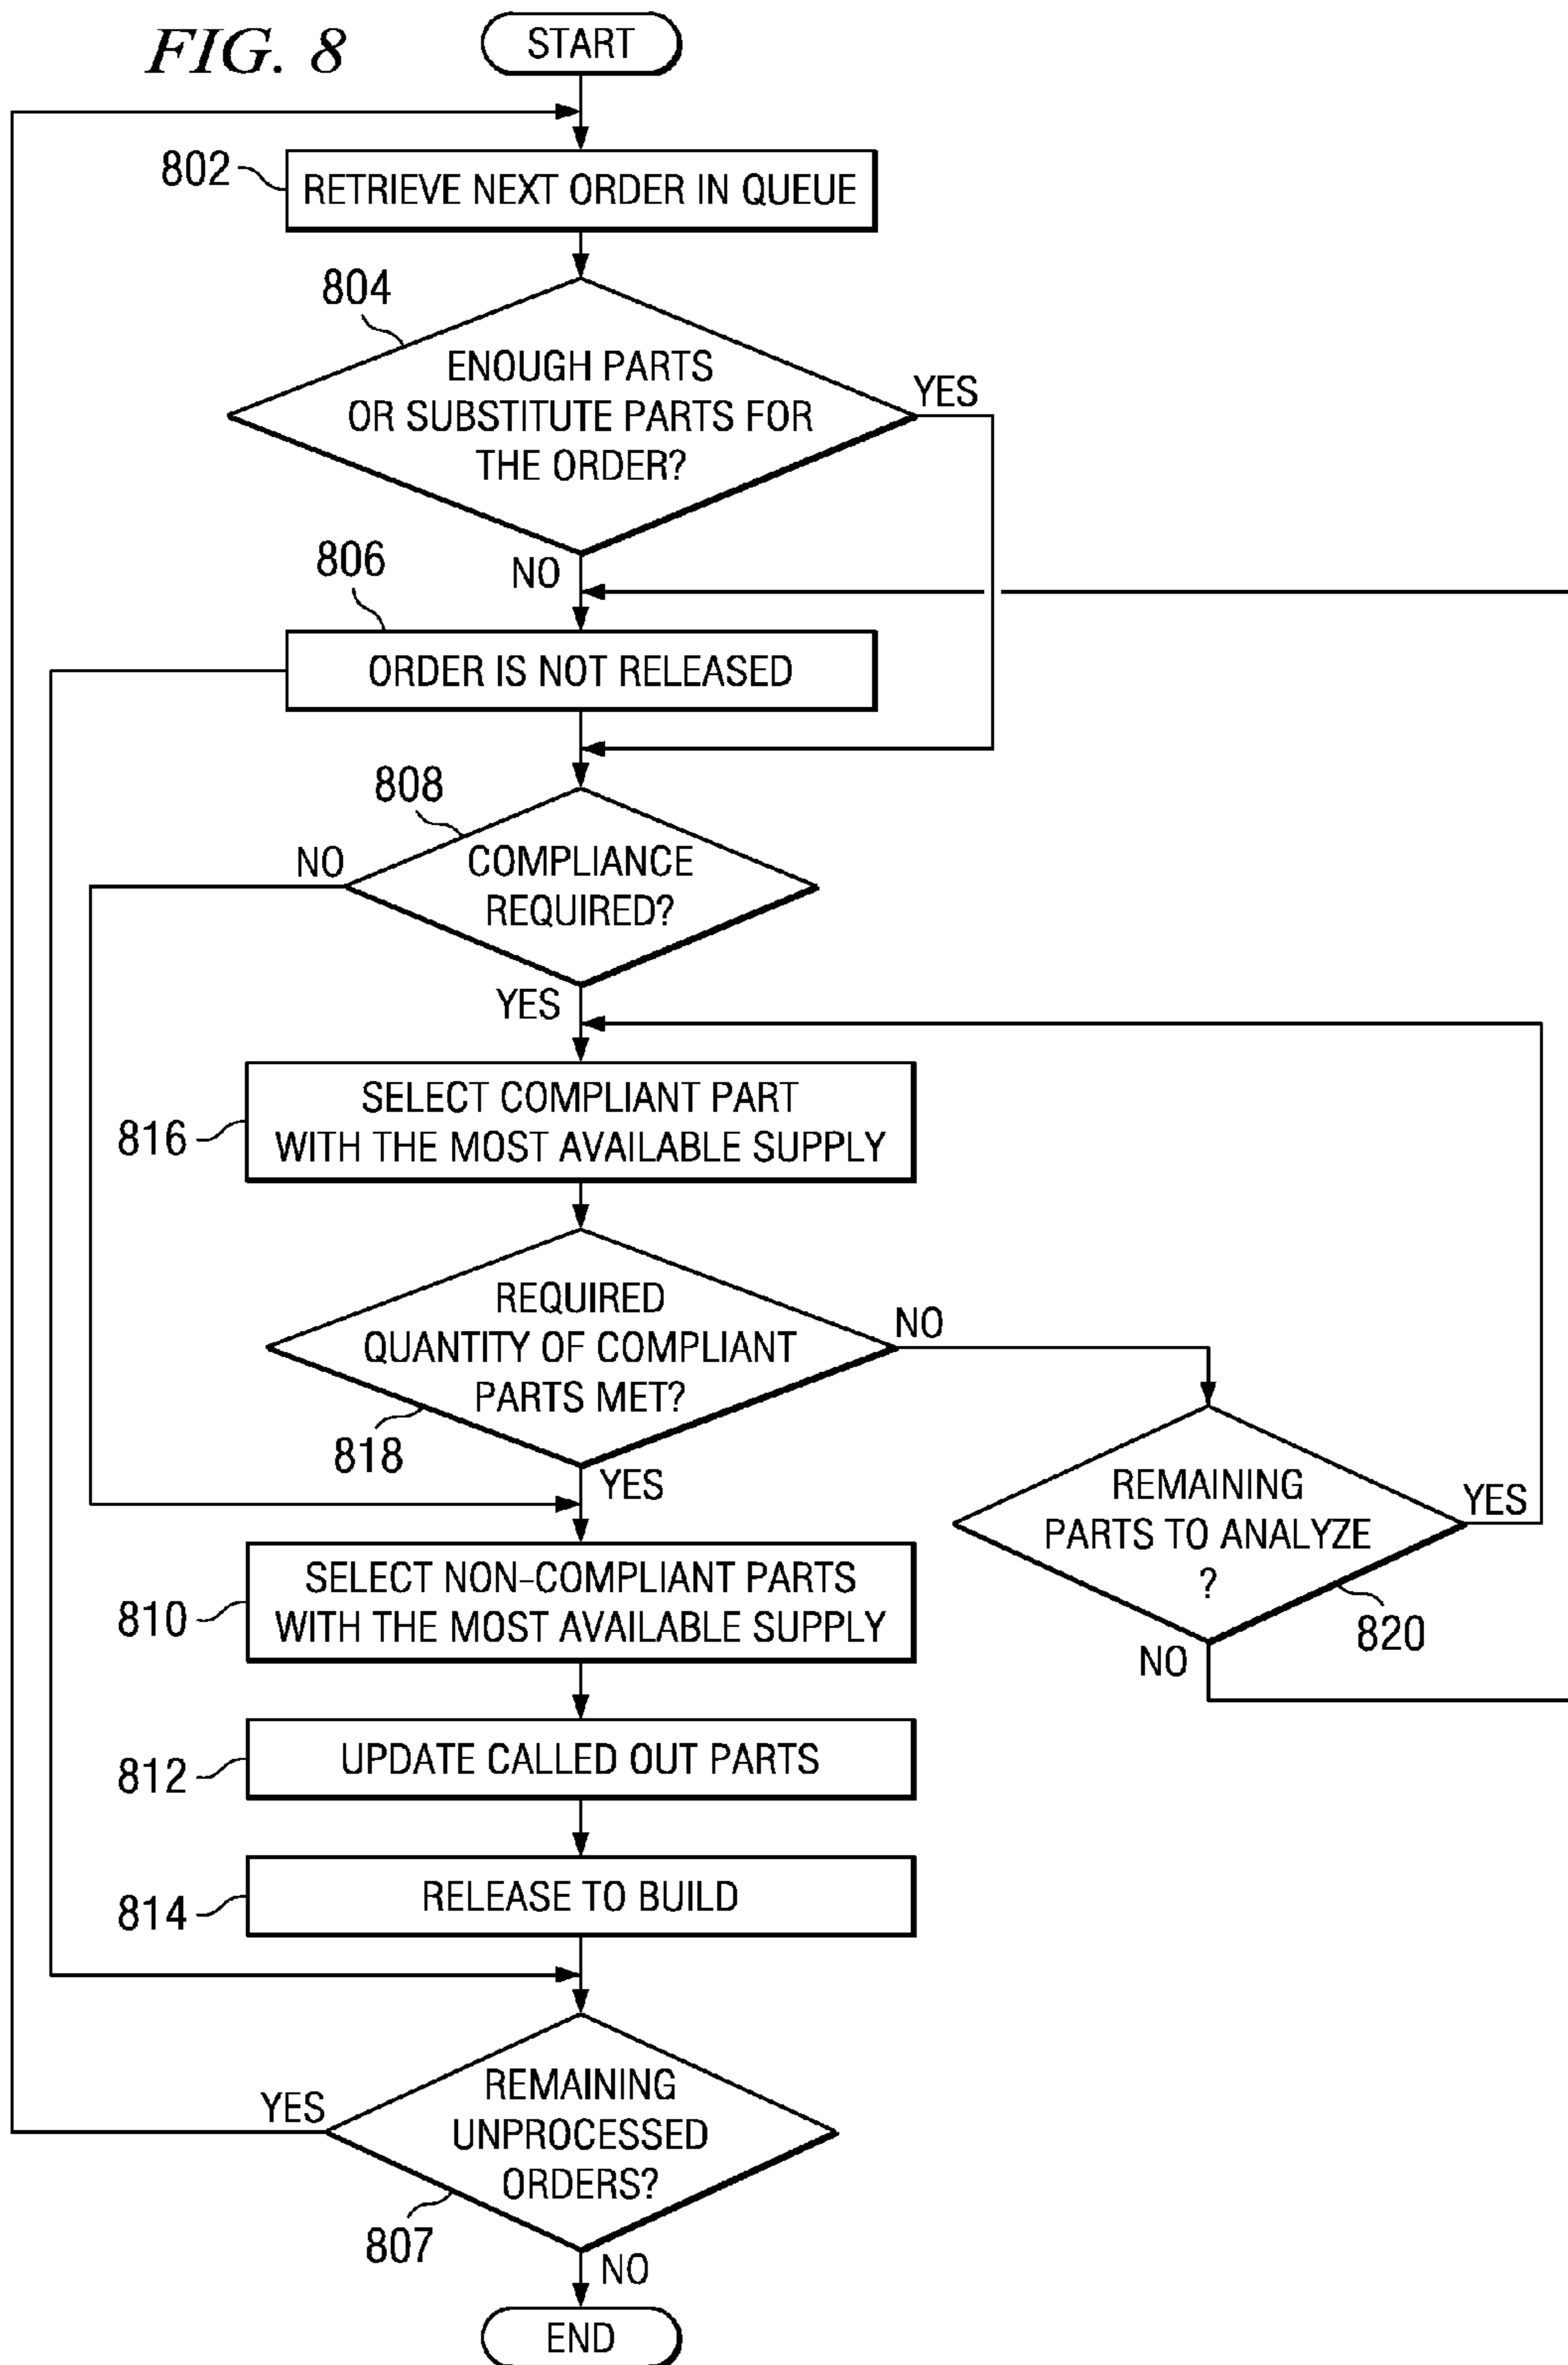 FIG. 8
START
802
RETRIEVE NEXT ORDER IN QUEUE
804
ENOUGH PARTS
OR SUBSTITUTE PARTS FOR
THE ORDER?
YES
NO
806
ORDER IS NOT RELEASED
808
NO
COMPLIANCE
REQUIRED?
YES
816
SELECT COMPLIANT PART
WITH THE MOST AVAILABLE SUPPLY
REQUIRED
QUANTITY OF COMPLIANT
PARTS MET?
NO
818
YES
REMAINING
PARTS TO ANALYZE
?
YES
820
NO
810
SELECT NON-COMPLIANT PARTS
WITH THE MOST AVAILABLE SUPPLY
812
UPDATE CALLED OUT PARTS
814
RELEASE TO BUILD
YES
REMAINING
UNPROCESSED
ORDERS?
807
NO
END